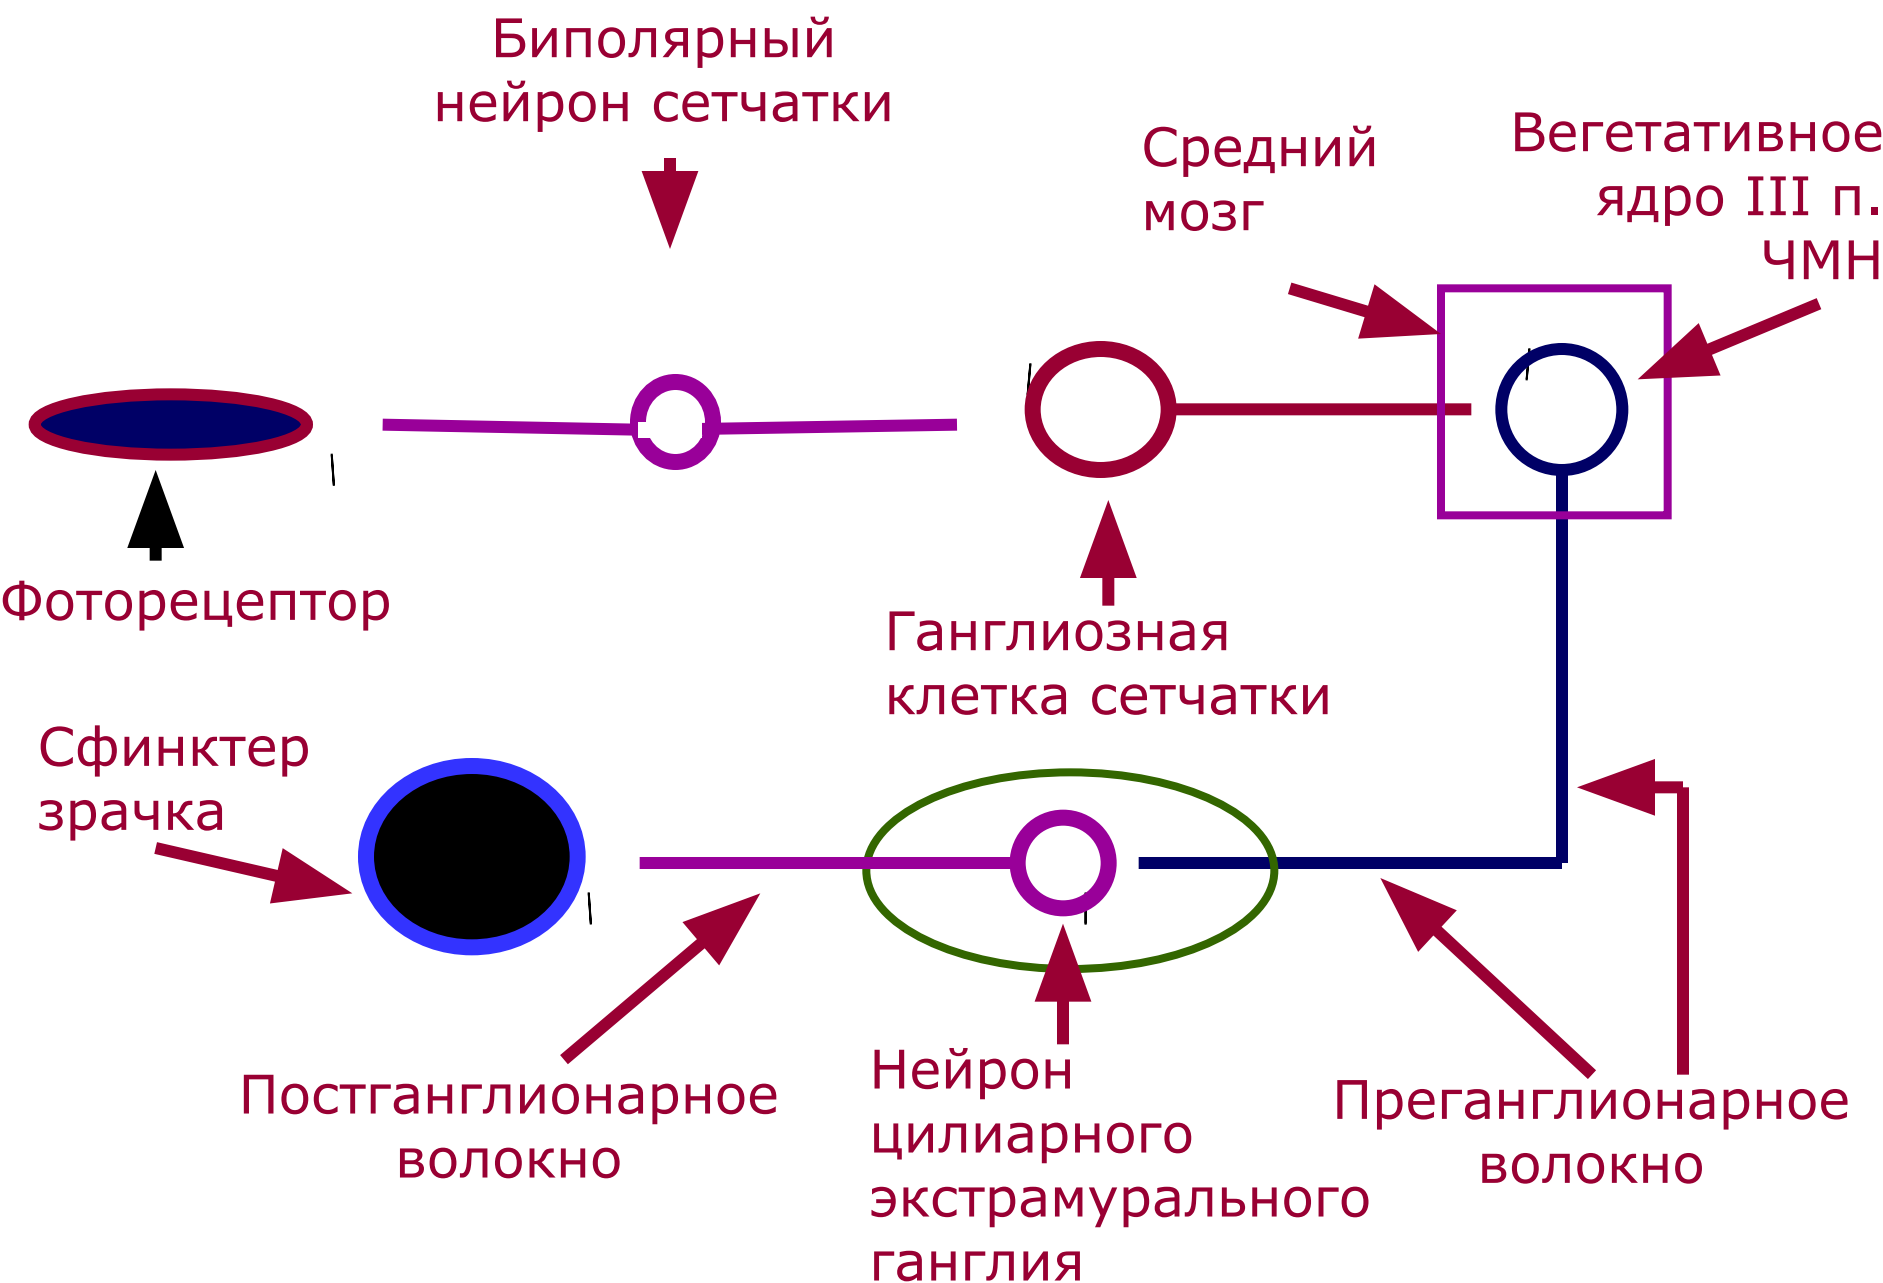 Биполярный
нейрон сетчатки
Средний
мозг
Вегетативное
ядро III п.
ЧМН
Фоторецептор
Ганглиозная
клетка сетчатки
Сфинктер
зрачка
Постганглионарное
волокно
Нейрон
цилиарного
экстрамурального
ганглия
Преганглионарное
волокно